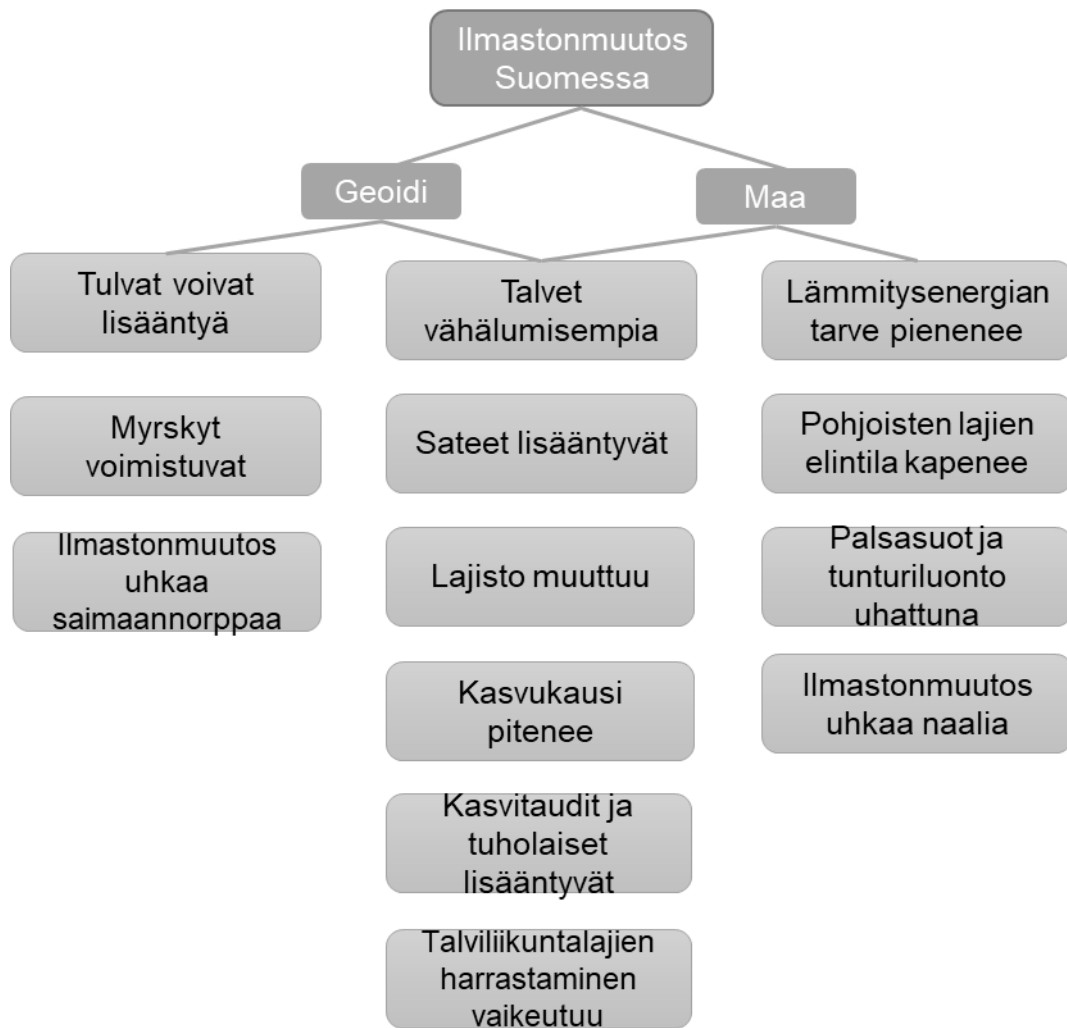 Ilmastonmuutos
Suomessa
Geoidi
Maa
Tulvat voivat
lisääntyä
Talvet
vähälumisempia
Lämmitysenergian
tarve pienenee
Myrskyt
voimistuvat
Sateet lisääntyvät
Pohjoisten lajien
elintila kapenee
Ilmastonmuutos
uhkaa
saimaannorppaa
Lajisto muuttuu
Palsasuot ja
tunturiluonto
uhattuna
Kasvukausi
pitenee
Ilmastonmuutos
uhkaa naalia
Kasvitaudit ja
tuholaiset
lisääntyvät
Talviliikuntalajien
harrastaminen
vaikeutuu